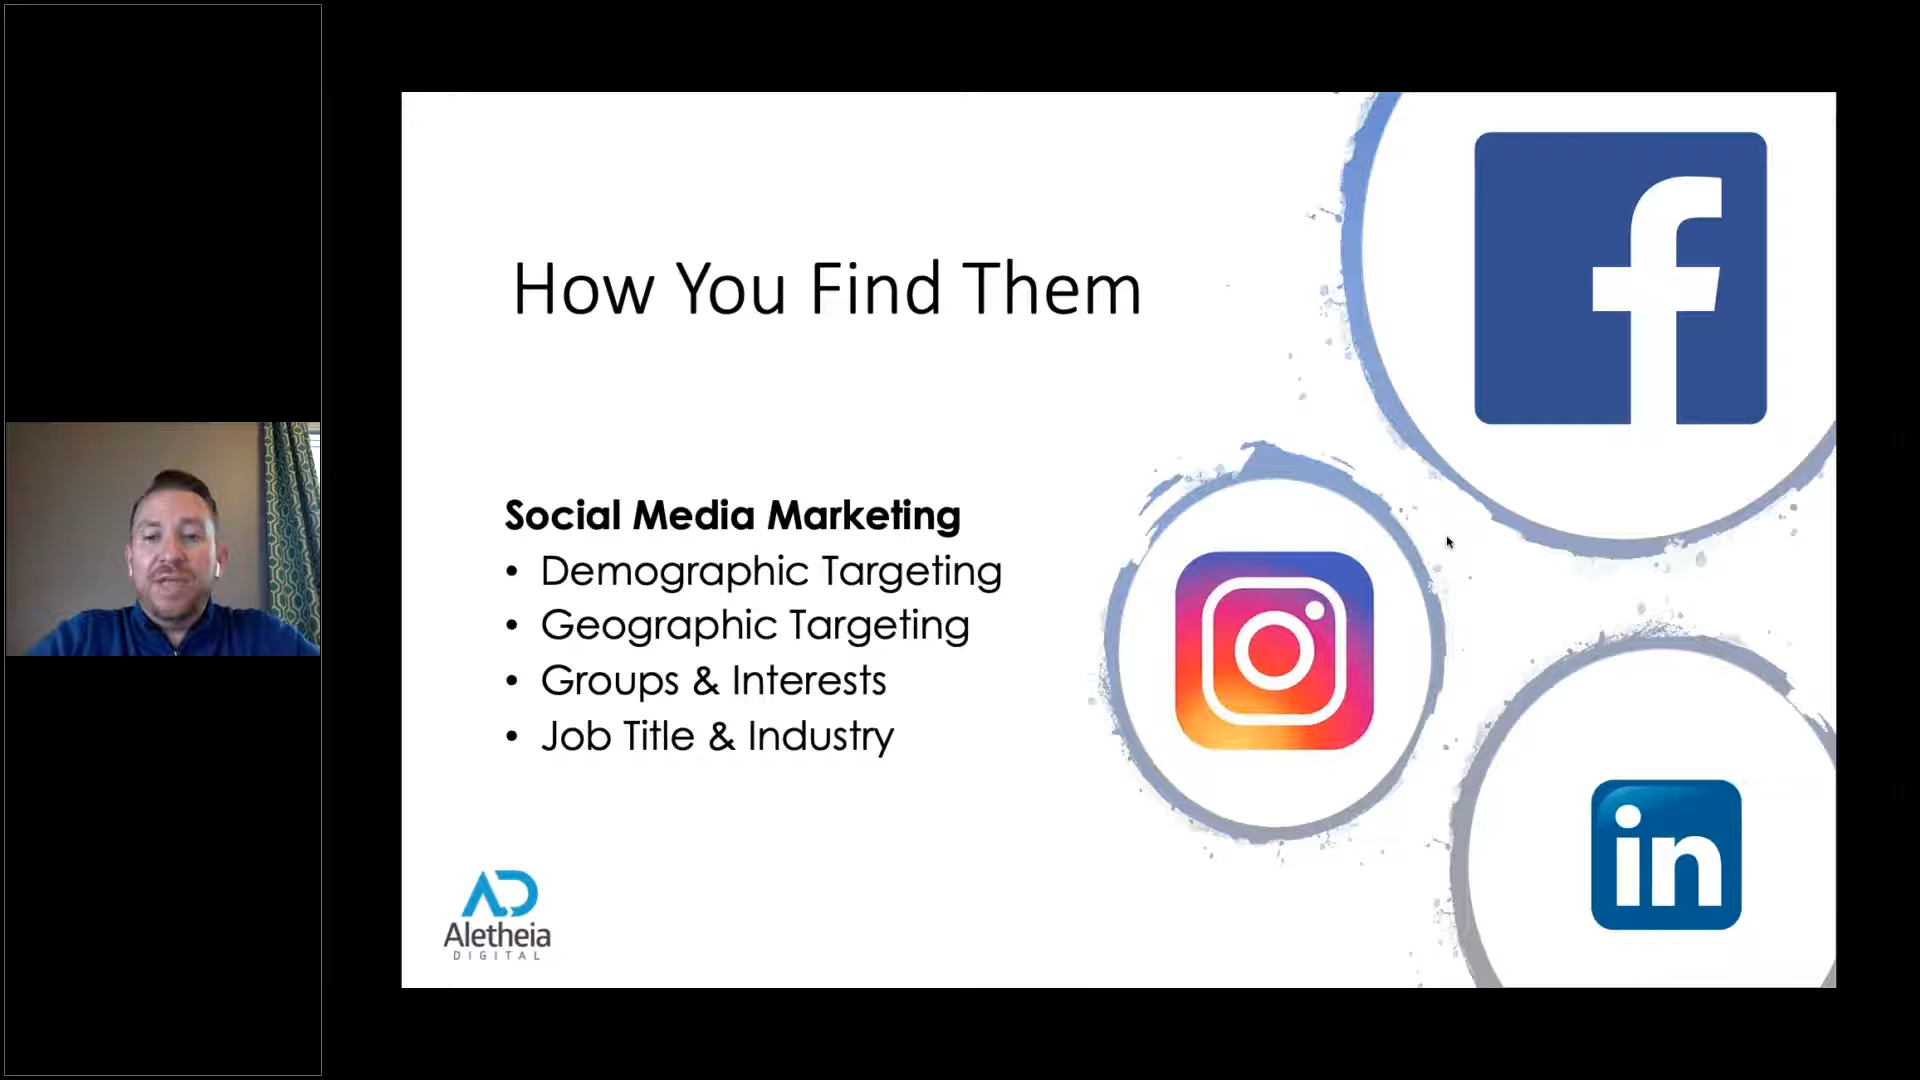 How You Find Them
Social Media Marketing
• Demographic Targeting
• Geographic Targeting
• Groups & Interests
• Job Title & Industry
f
in
AD
Aletheia
DIGITAL